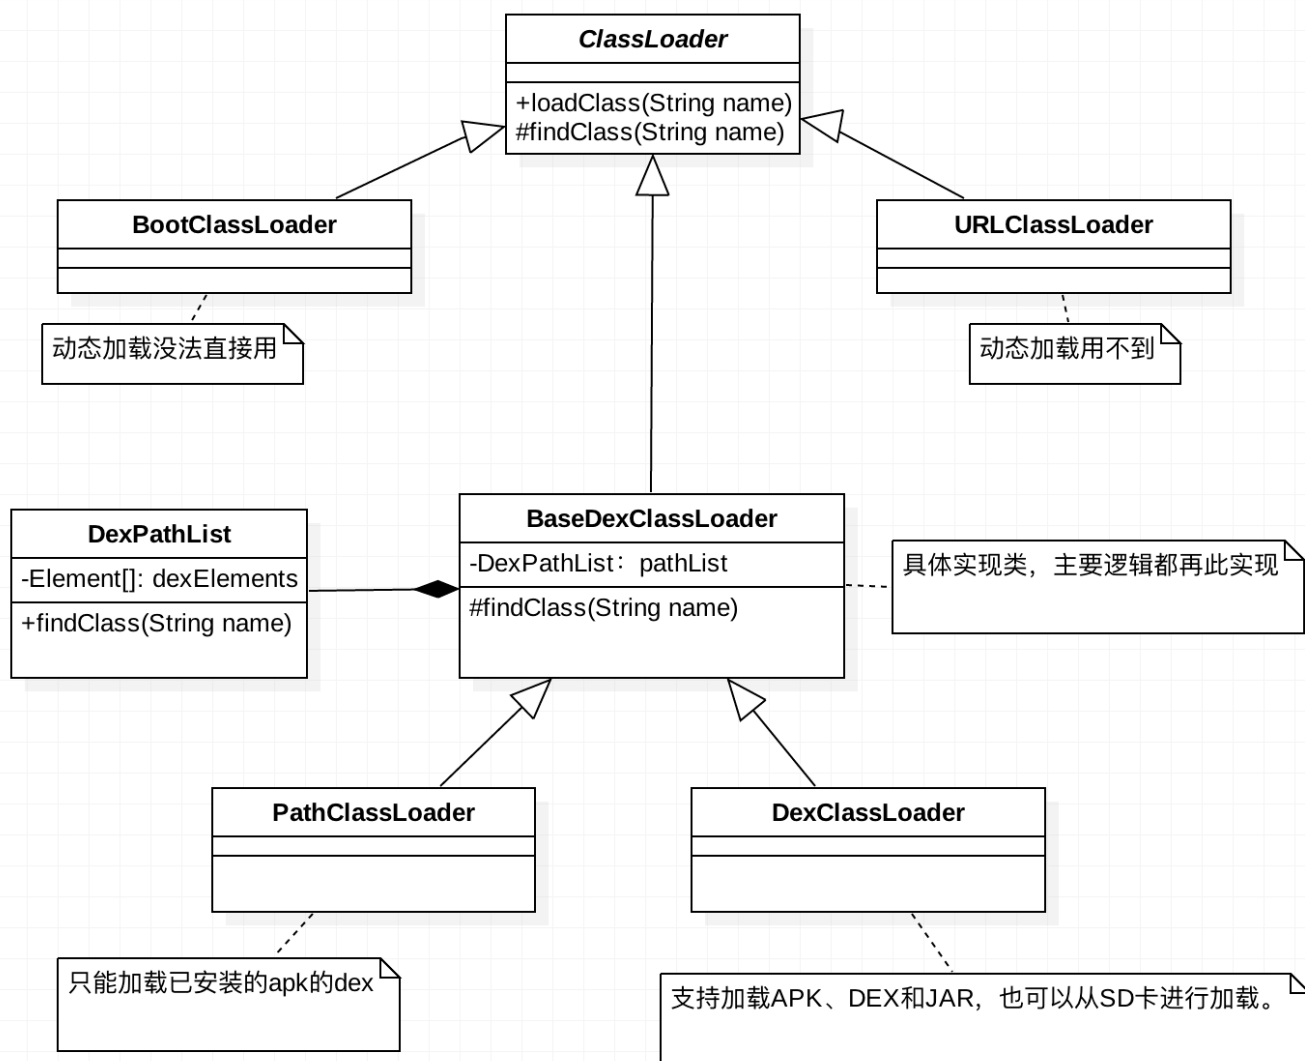 ClassLoader
+loadClass(String name)
#findClass(String name)
BootClassLoader
URLClassLoader
动态加载没法直接用
动态加载用不到
DexPathList
-Element[]: dexElements
+findClass(String name)
BaseDexClassLoader
-DexPathList：pathList
#findClass(String name)
具体实现类，主要逻辑都再此实现
PathClassLoader
DexClassLoader
只能加载已安装的apk的dex
支持加载APK、DEX和JAR，也可以从SD卡进行加载。